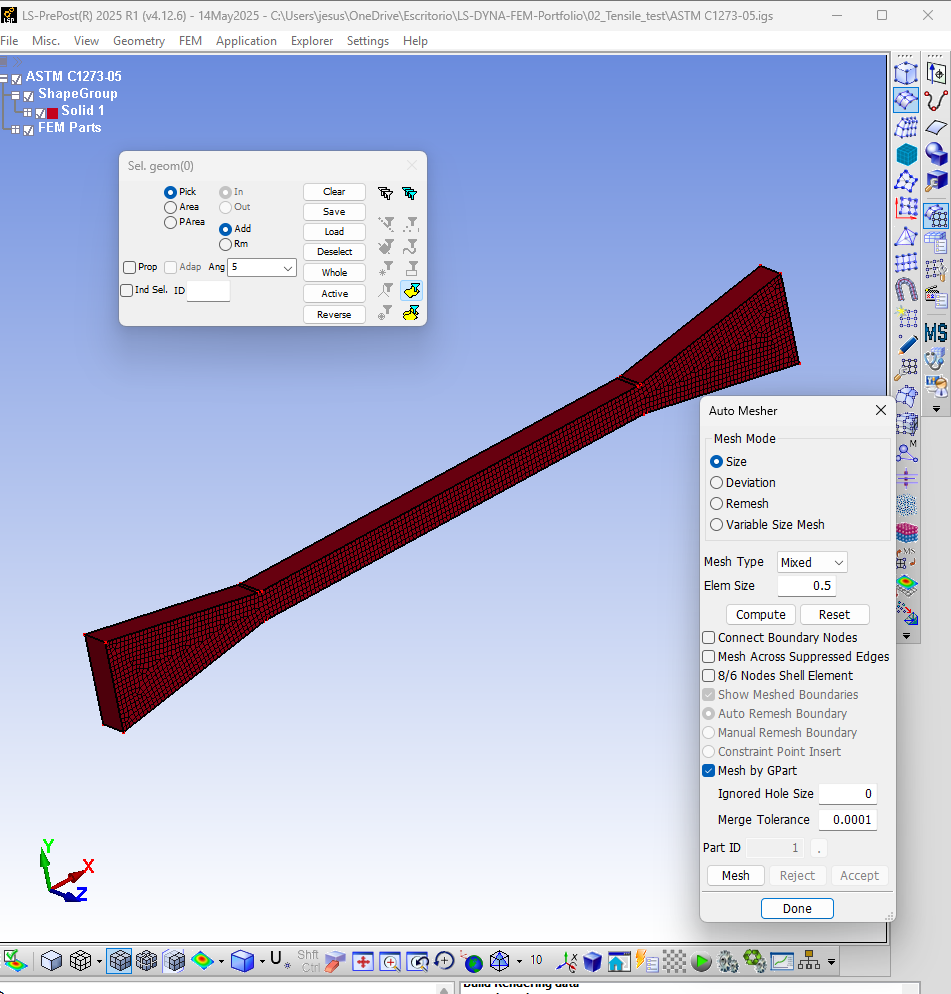 LS-PrePost(R) 2025 R1 (v4.12.6) - 14May2025 - C:\Users\jesus\OneDrive\Escritorio\LS-DYNA-FEM-Portfolio\02_Tensile_test\ASTM C1273-05.igs
File Misc. View Geometry FEM Application Explorer Settings Help
ASTM C1273-05
ShapeGroup
Solid 1
FEM Parts
Sel. geom(0)
Pick In Clear
Area Out Save
PArea Add Load
Rm Deselect
Prop Adap Ang 5 Whole
Ind Sel. ID Active
Reverse
Auto Mesher
Mesh Mode
Size
Deviation
Remesh
Variable Size Mesh
Mesh Type Mixed
Elem Size 0.5
Compute Reset
Connect Boundary Nodes
Mesh Across Suppressed Edges
8/6 Nodes Shell Element
Show Meshed Boundaries
Auto Remesh Boundary
Manual Remesh Boundary
Constraint Point Insert
Mesh by GPart
Ignored Hole Size 0
Merge Tolerance 0.0001
Part ID 1 .
Mesh Reject Accept
Done
MS
M
MS
Y
X
Z
U
Shft
Ctrl
10
Build Rendering data